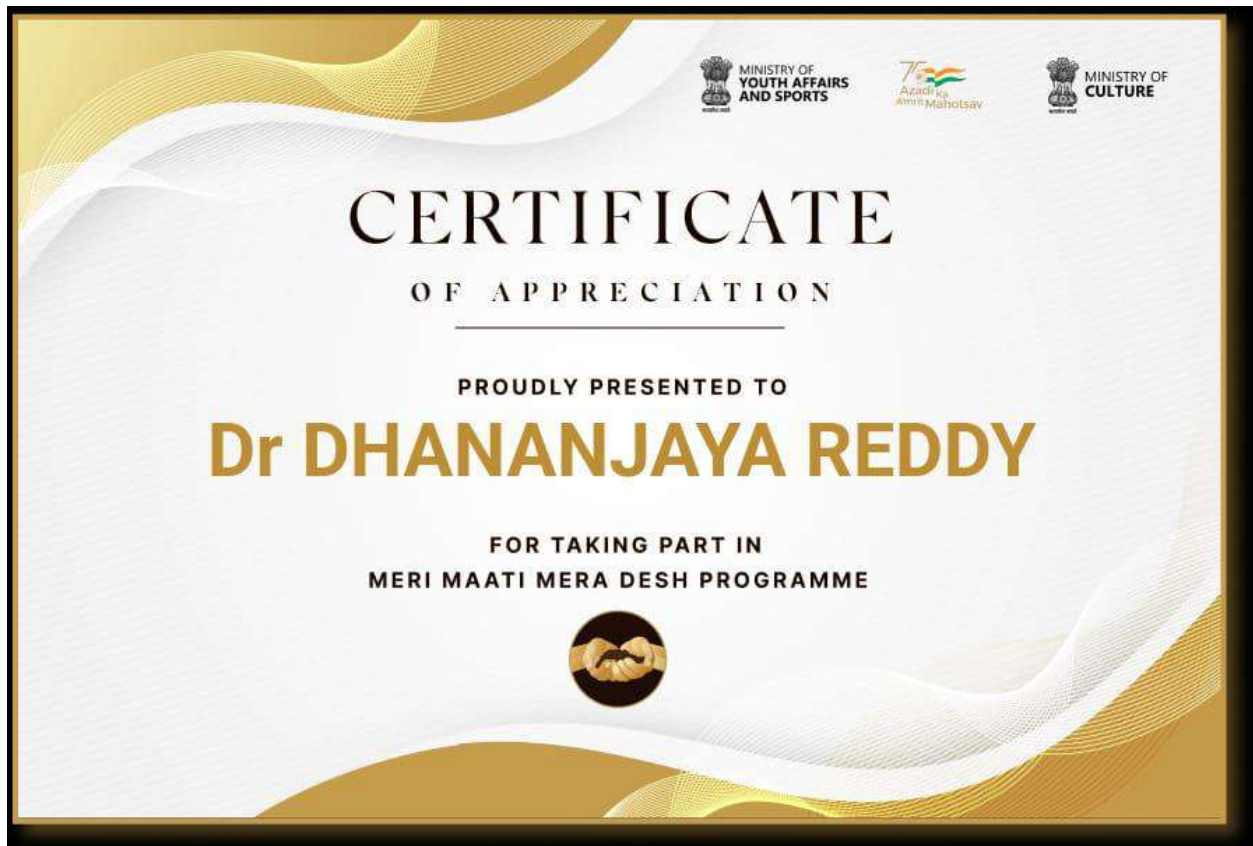 MINISTRY OF
YOUTH AFFAIRS
AND SPORTS
75
Azadi Ka
Amrit Mahotsav
MINISTRY OF
CULTURE
CERTIFICATE
OF APPRECIATION
PROUDLY PRESENTED TO
Dr DHANANJAYA REDDY
FOR TAKING PART IN
MERI MAATI MERA DESH PROGRAMME